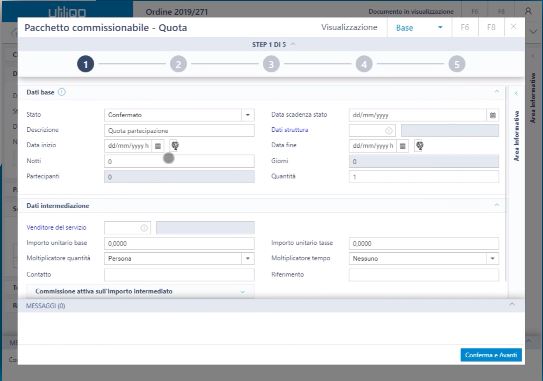 utiliqo Ordine 2019/271 Documento in visualizzazione F6 F8
Pacchetto commissionabile - Quota Visualizzazione Base F6 F8
STEP 1 DI 5
1 2 3 4 5
Dati base
Stato Confermato Data scadenza stato dd/mm/yyyy
Descrizione Quota partecipazione Dati struttura
Data inizio dd/mm/yyyy h Data fine dd/mm/yyyy h
Notti 0 Giorni 0
Partecipanti 0 Quantità 1
Dati intermediazione
Venditore del servizio
Importo unitario base 0,0000 Importo unitario tasse 0,0000
Moltiplicatore quantità Persona Moltiplicatore tempo Nessuno
Contatto Riferimento
Commissione attiva sull'importo intermediato
MESSAGGI (0)
Conferma e Avanti
Area Informativa
Area Informativa